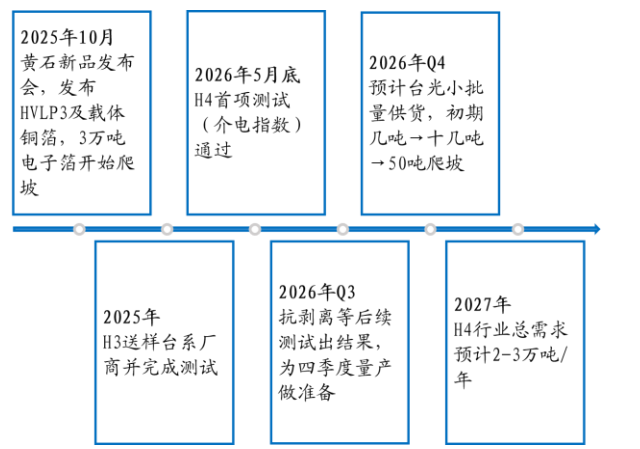 2025年10月
黄石新品发布
会，发布
HVLP3及载体
铜箔，3万吨
电子箔开始爬
坡
2025年
H3送样台系厂
商并完成测试
2026年5月底
H4首项测试
（介电指数）
通过
2026年Q3
抗剥离等后续
测试出结果，
为四季度量产
做准备
2026年Q4
预计台光小批
量供货，初期
几吨→十几吨
→50吨爬坡
2027年
H4行业总需求
预计2-3万吨/
年